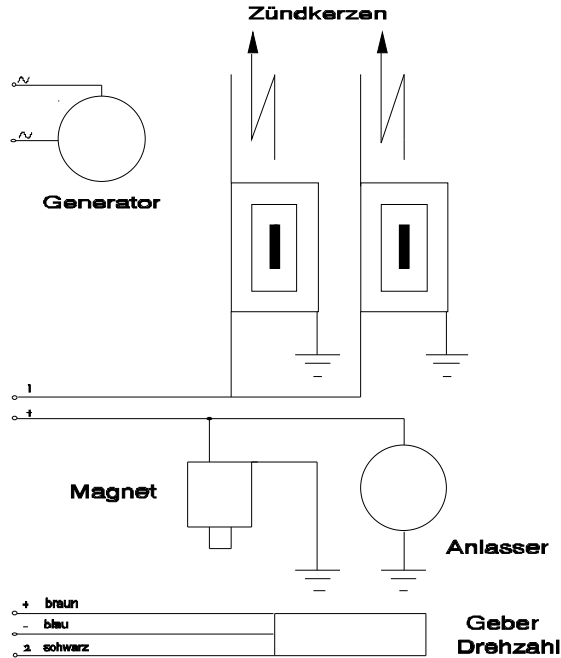 Zündkerzen
~
~
Generator
1
+
Magnet
Anlasser
+ braun
- blau
2 schwarz
Geber
Drehzahl